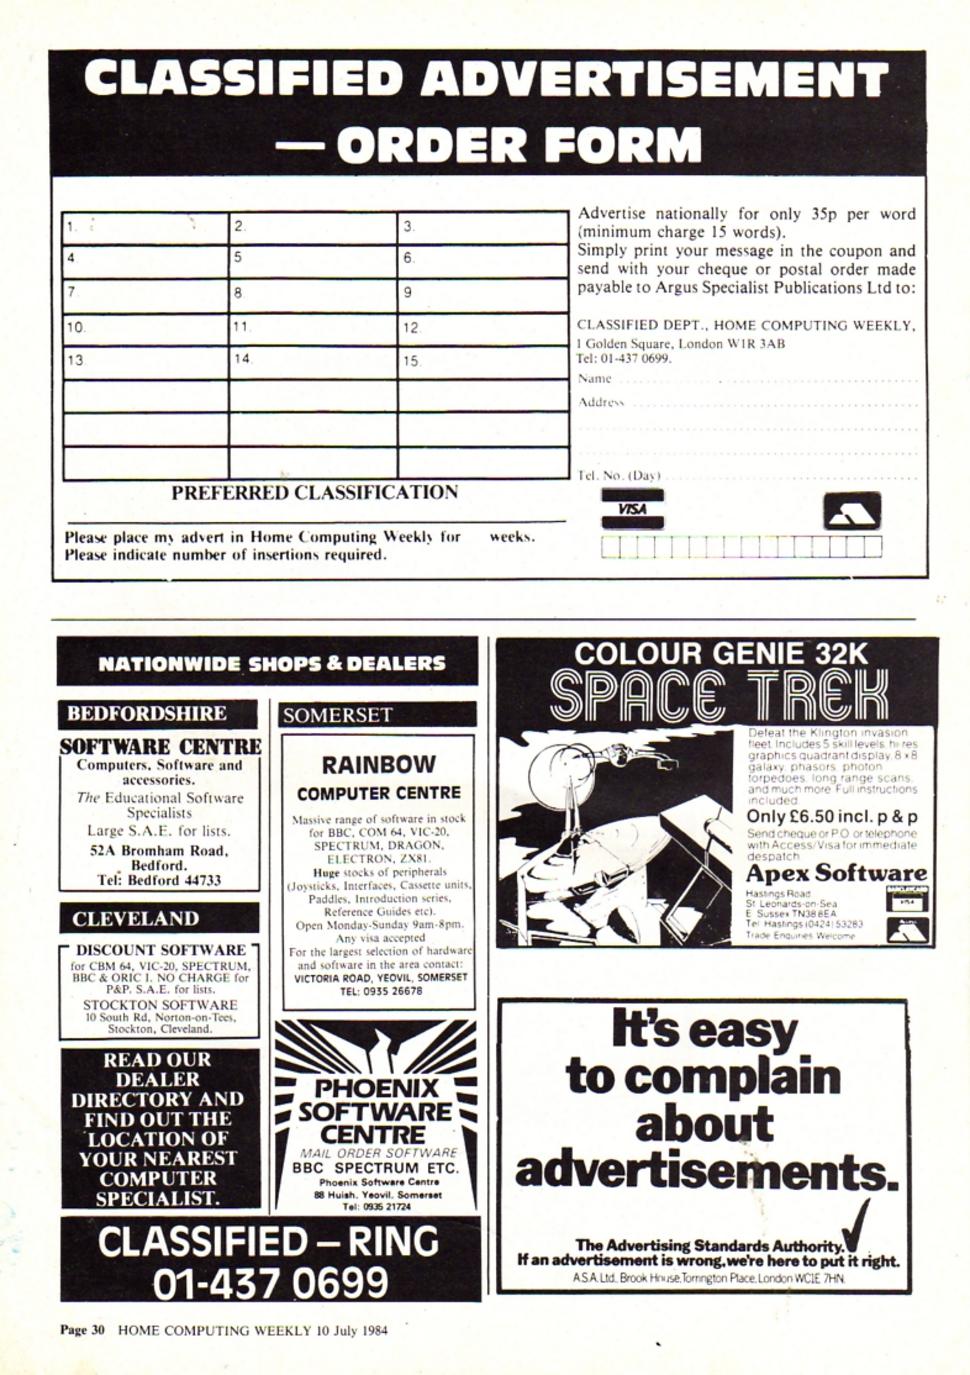 CLASSIFIED ADVERTISEMENT
— ORDER FORM
1.
2.
3.
4
5
6.
7.
8
9
10.
11.
12.
13.
14.
15.
PREFERRED CLASSIFICATION
Please place my advert in Home Computing Weekly for weeks.
Please indicate number of insertions required.
Advertise nationally for only 35p per word
(minimum charge 15 words).
Simply print your message in the coupon and
send with your cheque or postal order made
payable to Argus Specialist Publications Ltd to:
CLASSIFIED DEPT., HOME COMPUTING WEEKLY,
1 Golden Square, London W1R 3AB
Tel: 01-437 0699.
Name
Address
Tel. No. (Day)
VISA
NATIONWIDE SHOPS & DEALERS
BEDFORDSHIRE
SOFTWARE CENTRE
Computers, Software and
accessories.
The Educational Software
Specialists
Large S.A.E. for lists.
52A Bromham Road,
Bedford.
Tel: Bedford 44733
CLEVELAND
DISCOUNT SOFTWARE
for CBM 64, VIC-20, SPECTRUM,
BBC & ORIC 1. NO CHARGE for
P&P. S.A.E. for lists.
STOCKTON SOFTWARE
10 South Rd, Norton-on-Tees,
Stockton, Cleveland.
READ OUR
DEALER
DIRECTORY AND
FIND OUT THE
LOCATION OF
YOUR NEAREST
COMPUTER
SPECIALIST.
SOMERSET
RAINBOW
COMPUTER CENTRE
Massive range of software in stock
for BBC, COM 64, VIC-20,
SPECTRUM, DRAGON,
ELECTRON, ZX81.
Huge stocks of peripherals
(Joysticks, Interfaces, Cassette units,
Paddles, Introduction series,
Reference Guides etc).
Open Monday-Sunday 9am-8pm.
Any visa accepted
For the largest selection of hardware
and software in the area contact:
VICTORIA ROAD, YEOVIL, SOMERSET
TEL: 0935 26678
PHOENIX
SOFTWARE
CENTRE
MAIL ORDER SOFTWARE
BBC SPECTRUM ETC.
Phoenix Software Centre
88 Huish, Yeovil, Somerset
Tel: 0935 21724
CLASSIFIED – RING
01-437 0699
COLOUR GENIE 32K
SPACE TREK
Defeat the Klington invasion
fleet. Includes 5 skill levels, hi res
graphics quadrant display, 8 x 8
galaxy, phasors, photon
torpedoes, long range scans,
and much more. Full instructions
included.
Only £6.50 incl. p & p
Send cheque or P.O. or telephone
with Access/Visa for immediate
despatch
Apex Software
Hastings Road
St Leonards-on-Sea
E. Sussex TN38 8EA
Tel Hastings (0424) 53283
Trade Enquiries Welcome
BARCLAYCARD
VISA
Access
It's easy
to complain
about
advertisements.
The Advertising Standards Authority.
If an advertisement is wrong, we're here to put it right.
A.S.A. Ltd., Brook House, Torrington Place, London WC1E 7HN.
Page 30 HOME COMPUTING WEEKLY 10 July 1984